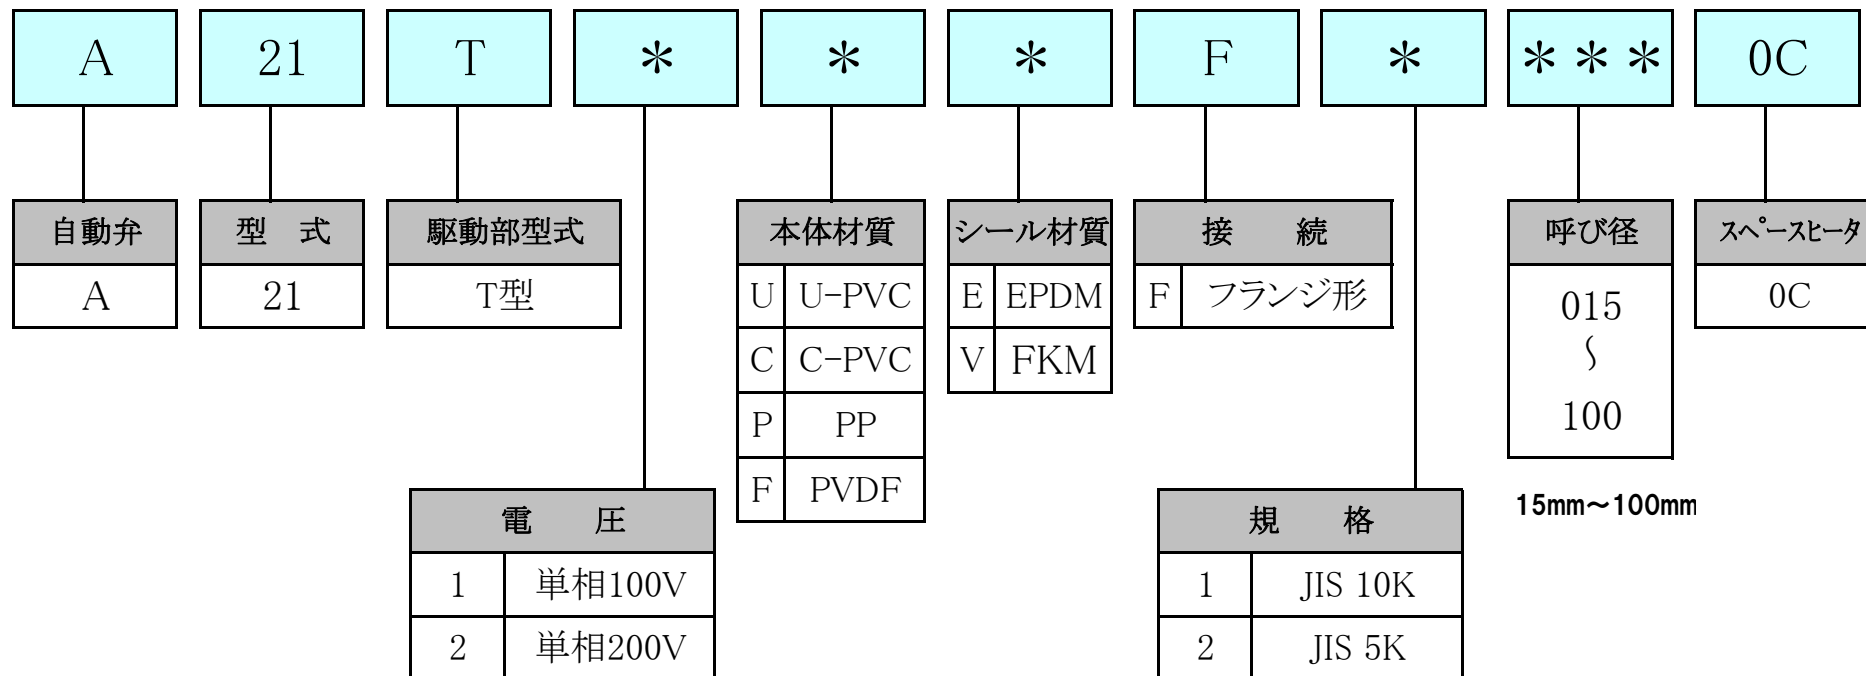 A 21 T * * * F * *** 0C
自動弁 型 式 駆動部型式 本体材質 シール材質 接 続 呼び径 スペースヒータ
A 21 T型 U U-PVC E EPDM F フランジ形 015 0C
C C-PVC V FKM ～
P PP 100
F PVDF
電 圧 規 格 15mm～100mm
1 単相100V 1 JIS 10K
2 単相200V 2 JIS 5K